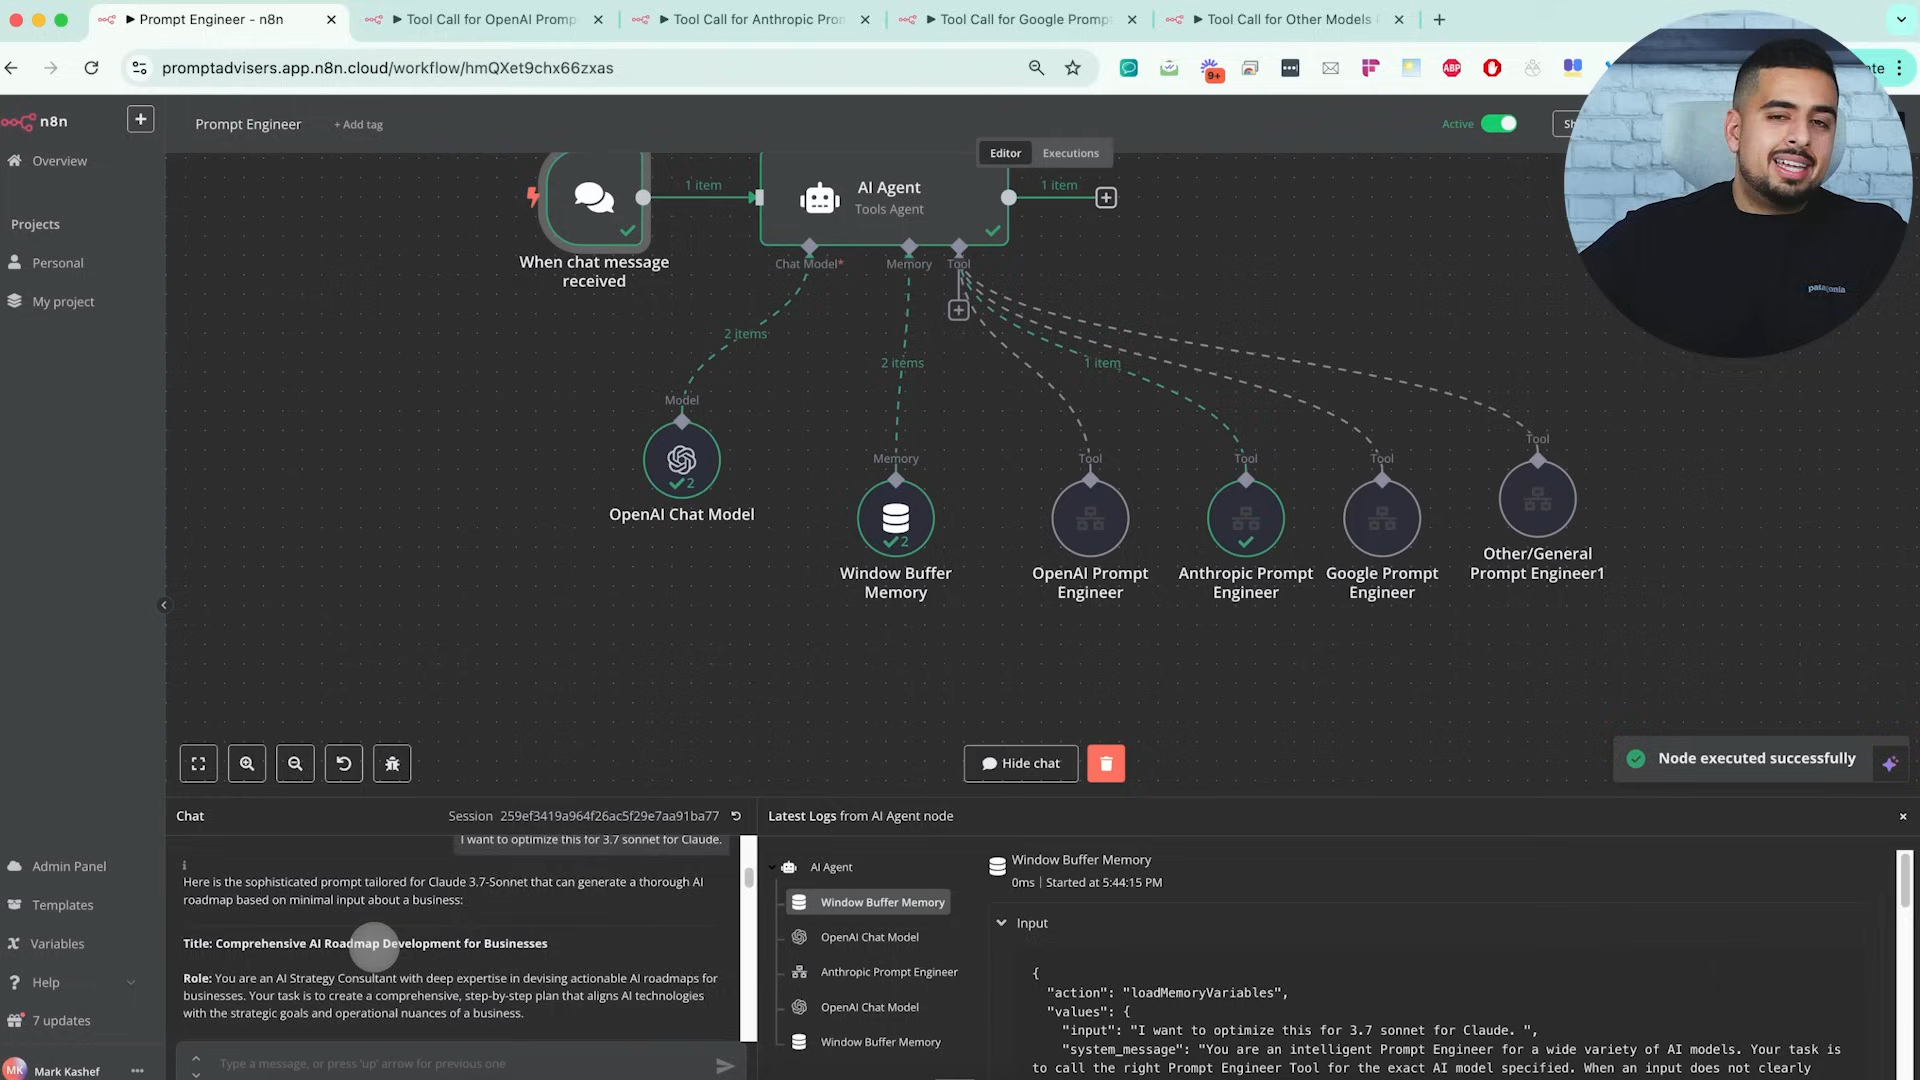 Prompt Engineer - n8n
Tool Call for OpenAI Promp
Tool Call for Anthropic Pron
Tool Call for Google Prompt
Tool Call for Other Models
promptadvisers.app.n8n.cloud/workflow/hmQXet9chx66zxas
9+
ABP
n8n
Prompt Engineer
+ Add tag
Active
Sh
Editor
Executions
Overview
Projects
Personal
My project
1 item
AI Agent
Tools Agent
1 item
When chat message
received
Chat Model*
Memory
Tool
2 items
2 items
1 item
Model
Memory
Tool
Tool
Tool
Tool
2
OpenAI Chat Model
2
Window Buffer
Memory
OpenAI Prompt
Engineer
Anthropic Prompt
Engineer
Google Prompt
Engineer
Other/General
Prompt Engineer1
patagonia
Hide chat
Node executed successfully
Chat
Session 259ef3419a964f26ac5f29e7aa91ba77
I want to optimize this for 3.7 sonnet for Claude.
Here is the sophisticated prompt tailored for Claude 3.7-Sonnet that can generate a thorough AI
roadmap based on minimal input about a business:
Title: Comprehensive AI Roadmap Development for Businesses
Role: You are an AI Strategy Consultant with deep expertise in devising actionable AI roadmaps for
businesses. Your task is to create a comprehensive, step-by-step plan that aligns AI technologies
with the strategic goals and operational nuances of a business.
Type a message, or press 'up' arrow for previous one
Latest Logs from AI Agent node
AI Agent
Window Buffer Memory
OpenAI Chat Model
Anthropic Prompt Engineer
OpenAI Chat Model
Window Buffer Memory
Window Buffer Memory
0ms | Started at 5:44:15 PM
Input
{
"action": "loadMemoryVariables",
"values": {
"input": "I want to optimize this for 3.7 sonnet for Claude. ",
"system_message": "You are an intelligent Prompt Engineer for a wide variety of AI models. Your task is
to call the right Prompt Engineer Tool for the exact AI model specified. When an input does not clearly
Admin Panel
Templates
Variables
Help
7 updates
MK
Mark Kashef